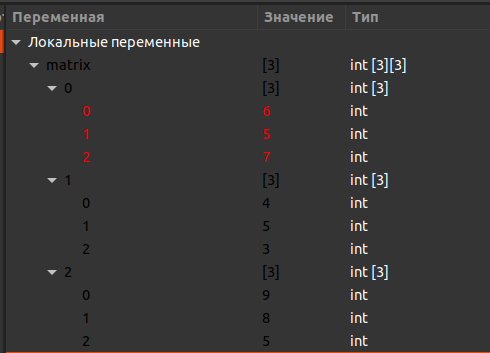 Переменная Значение Тип
Локальные переменные
matrix [3] int [3][3]
0 [3] int [3]
0 6 int
1 5 int
2 7 int
1 [3] int [3]
0 4 int
1 5 int
2 3 int
2 [3] int [3]
0 9 int
1 8 int
2 5 int